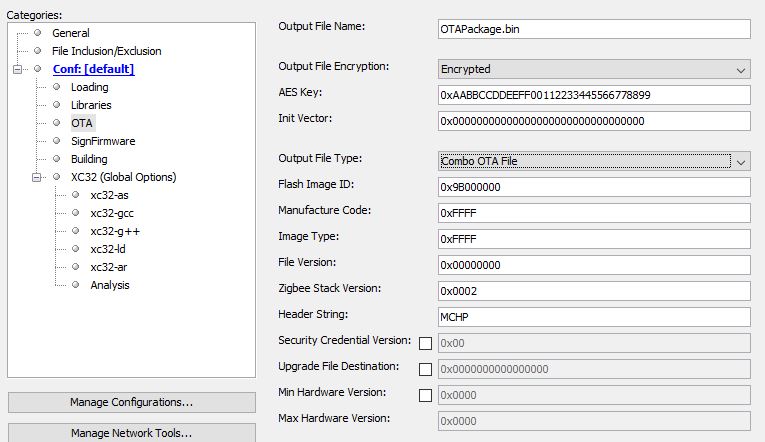 Categories:
General
File Inclusion/Exclusion
Conf: [default]
Loading
Libraries
OTA
SignFirmware
Building
XC32 (Global Options)
xc32-as
xc32-gcc
xc32-g++
xc32-ld
xc32-ar
Analysis
Manage Configurations...
Manage Network Tools...
Output File Name: OTAPackage.bin
Output File Encryption: Encrypted
AES Key: 0xAABBCCDDEEFF00112233445566778899
Init Vector: 0x00000000000000000000000000000000
Output File Type: Combo OTA File
Flash Image ID: 0x9B000000
Manufacture Code: 0xFFFF
Image Type: 0xFFFF
File Version: 0x00000000
Zigbee Stack Version: 0x0002
Header String: MCHP
Security Credential Version: 0x00
Upgrade File Destination: 0x0000000000000000
Min Hardware Version: 0x0000
Max Hardware Version: 0x0000